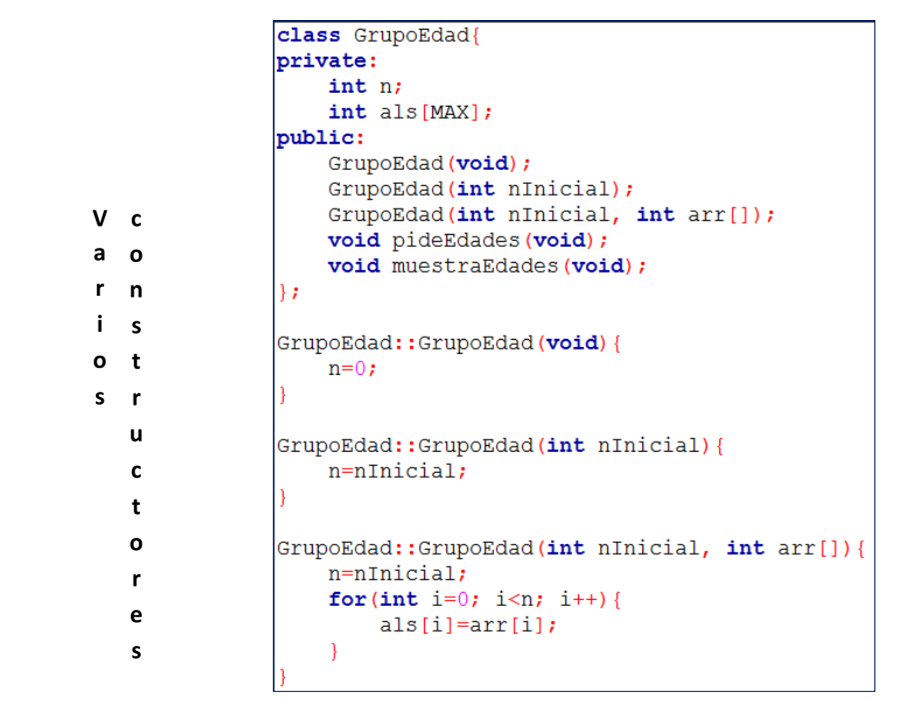 Varios
constructores
class GrupoEdad{
private:
    int n;
    int als[MAX];
public:
    GrupoEdad(void);
    GrupoEdad(int nInicial);
    GrupoEdad(int nInicial, int arr[]);
    void pideEdades(void);
    void muestraEdades(void);
};

GrupoEdad::GrupoEdad(void){
    n=0;
}

GrupoEdad::GrupoEdad(int nInicial){
    n=nInicial;
}

GrupoEdad::GrupoEdad(int nInicial, int arr[]){
    n=nInicial;
    for(int i=0; i<n; i++){
        als[i]=arr[i];
    }
}